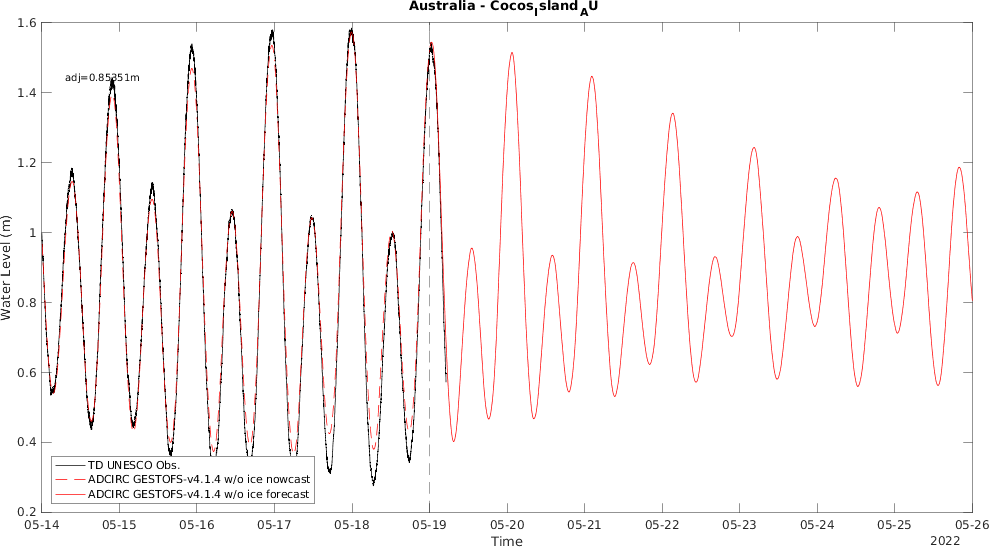 Australia - Cocos_Island_AU
adj=0.85351m
Water Level (m)
1.6
1.4
1.2
1
0.8
0.6
0.4
0.2
TD UNESCO Obs.
ADCIRC GESTOFS-v4.1.4 w/o ice nowcast
ADCIRC GESTOFS-v4.1.4 w/o ice forecast
05-14 05-15 05-16 05-17 05-18 05-19 05-20 05-21 05-22 05-23 05-24 05-25 05-26
Time
2022